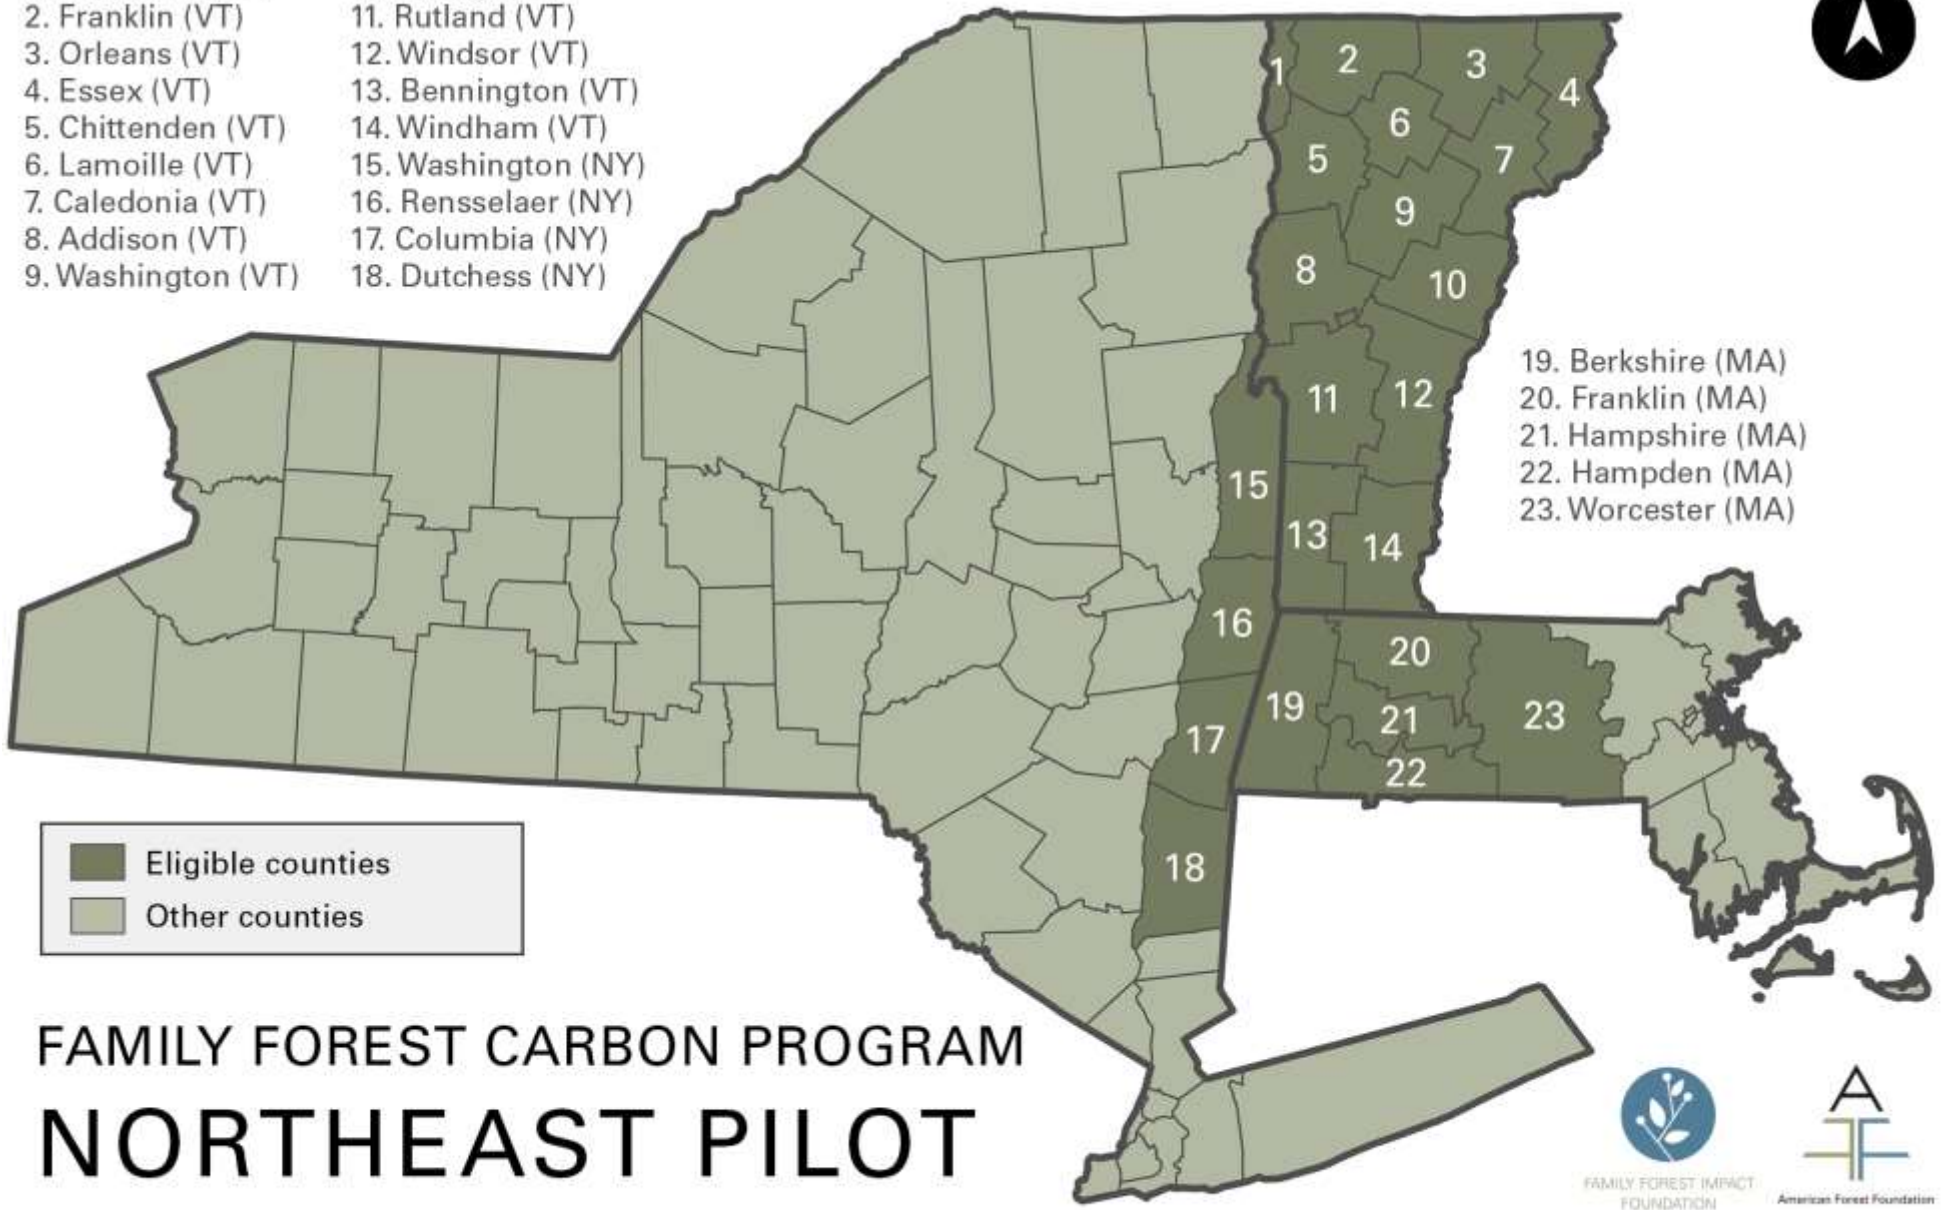 2. Franklin (VT)
3. Orleans (VT)
4. Essex (VT)
5. Chittenden (VT)
6. Lamoille (VT)
7. Caledonia (VT)
8. Addison (VT)
9. Washington (VT)
11. Rutland (VT)
12. Windsor (VT)
13. Bennington (VT)
14. Windham (VT)
15. Washington (NY)
16. Rensselaer (NY)
17. Columbia (NY)
18. Dutchess (NY)
1
2
3
4
5
6
7
8
9
10
11
12
13
14
15
16
17
18
19
20
21
22
23
19. Berkshire (MA)
20. Franklin (MA)
21. Hampshire (MA)
22. Hampden (MA)
23. Worcester (MA)
Eligible counties
Other counties
FAMILY FOREST CARBON PROGRAM
NORTHEAST PILOT
FAMILY FOREST IMPACT
FOUNDATION
American Forest Foundation